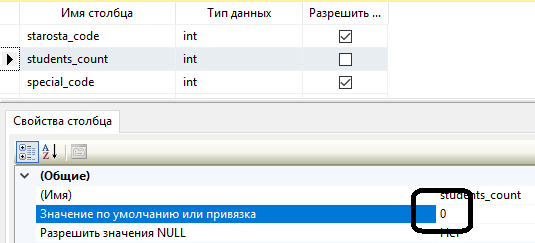 Имя столбца Тип данных Разрешить ...
starosta_code int
students_count int
special_code int
Свойства столбца
(Общие)
(Имя) students_count
Значение по умолчанию или привязка 0
Разрешить значения NULL